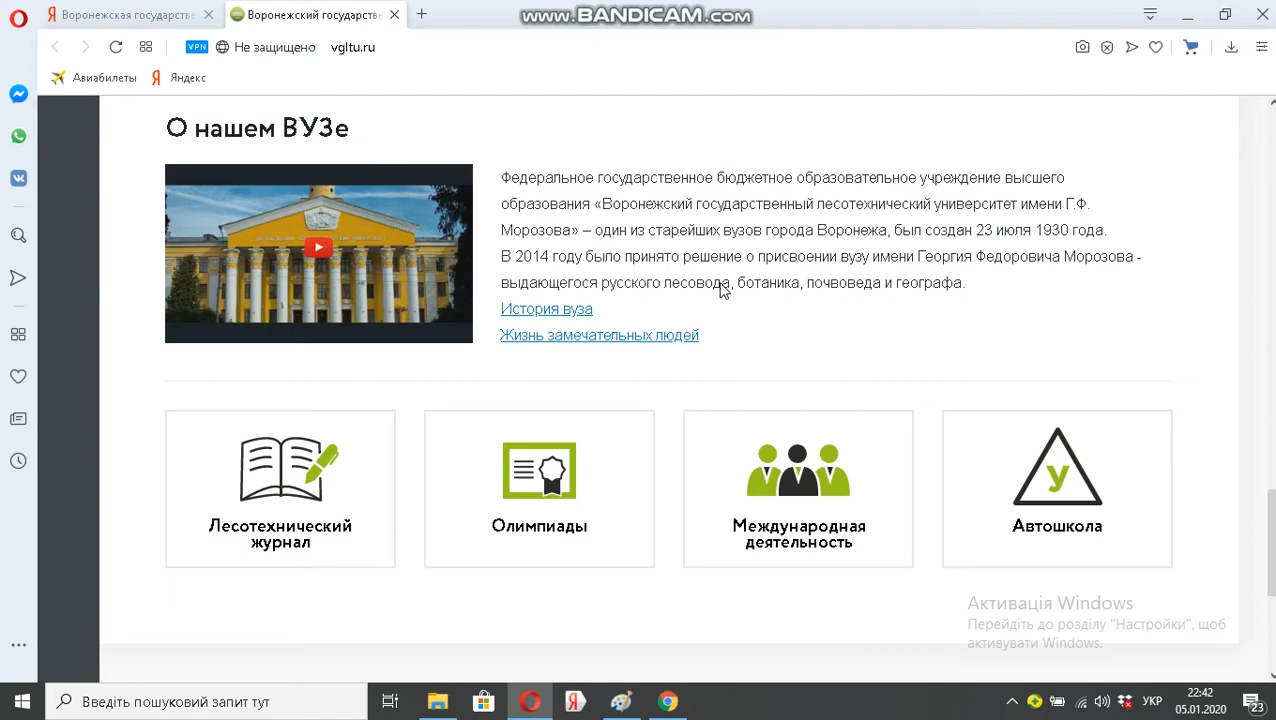 www.BANDICAM.com
Воронежский государстве
Воронежский государстве
VPN
Не защищено
vgltu.ru
Авиабилеты
Яндекс
О нашем ВУЗе
Федеральное государственное бюджетное образовательное учреждение высшего
образования «Воронежский государственный лесотехнический университет имени Г.Ф.
Морозова» – один из старейших вузов города Воронежа, был создан 23 июля 1930 года.
В 2014 году было принято решение о присвоении вузу имени Георгия Федоровича Морозова -
выдающегося русского лесовода, ботаника, почвоведа и географа.
История вуза
Жизнь замечательных людей
Лесотехнический
журнал
Олимпиады
Международная
деятельность
У
Автошкола
Активація Windows
Перейдіть до розділу "Настройки", щоб
активувати Windows.
Введіть пошуковий запит тут
УКР
22:42
05.01.2020
23